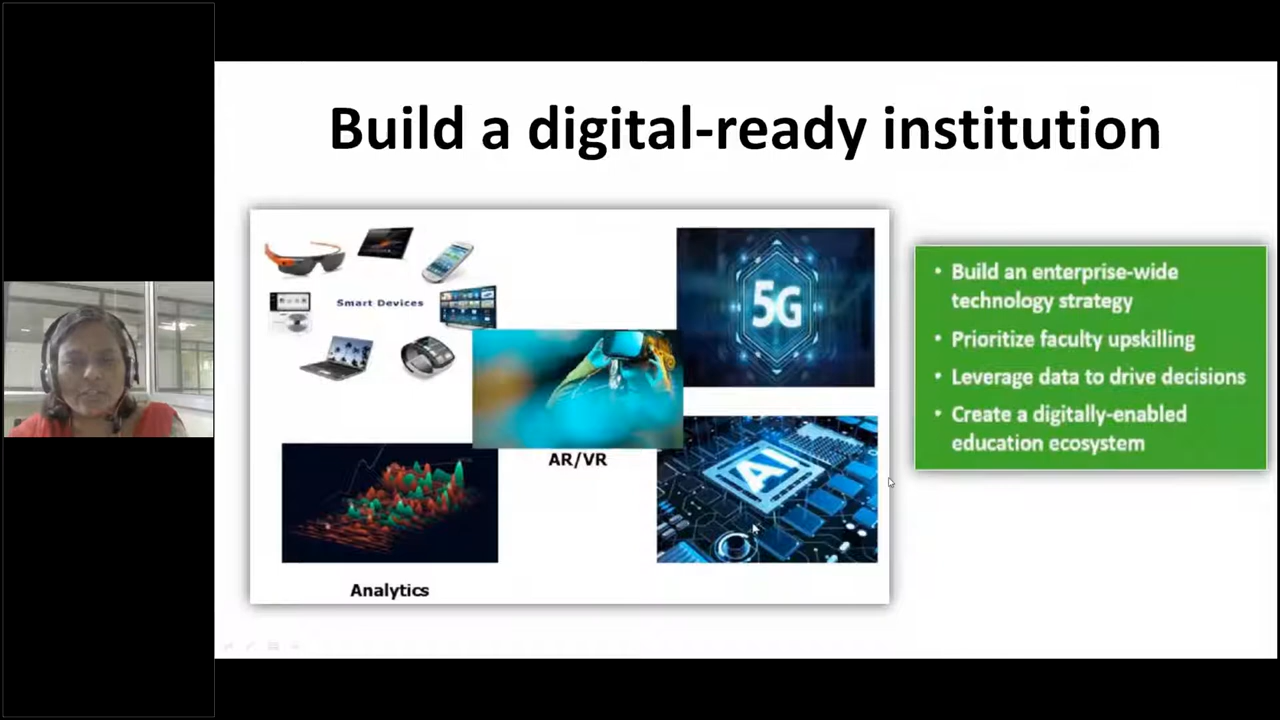 Build a digital-ready institution
Smart Devices
5G
AR/VR
AI
Analytics
• Build an enterprise-wide
technology strategy
• Prioritize faculty upskilling
• Leverage data to drive decisions
• Create a digitally-enabled
education ecosystem